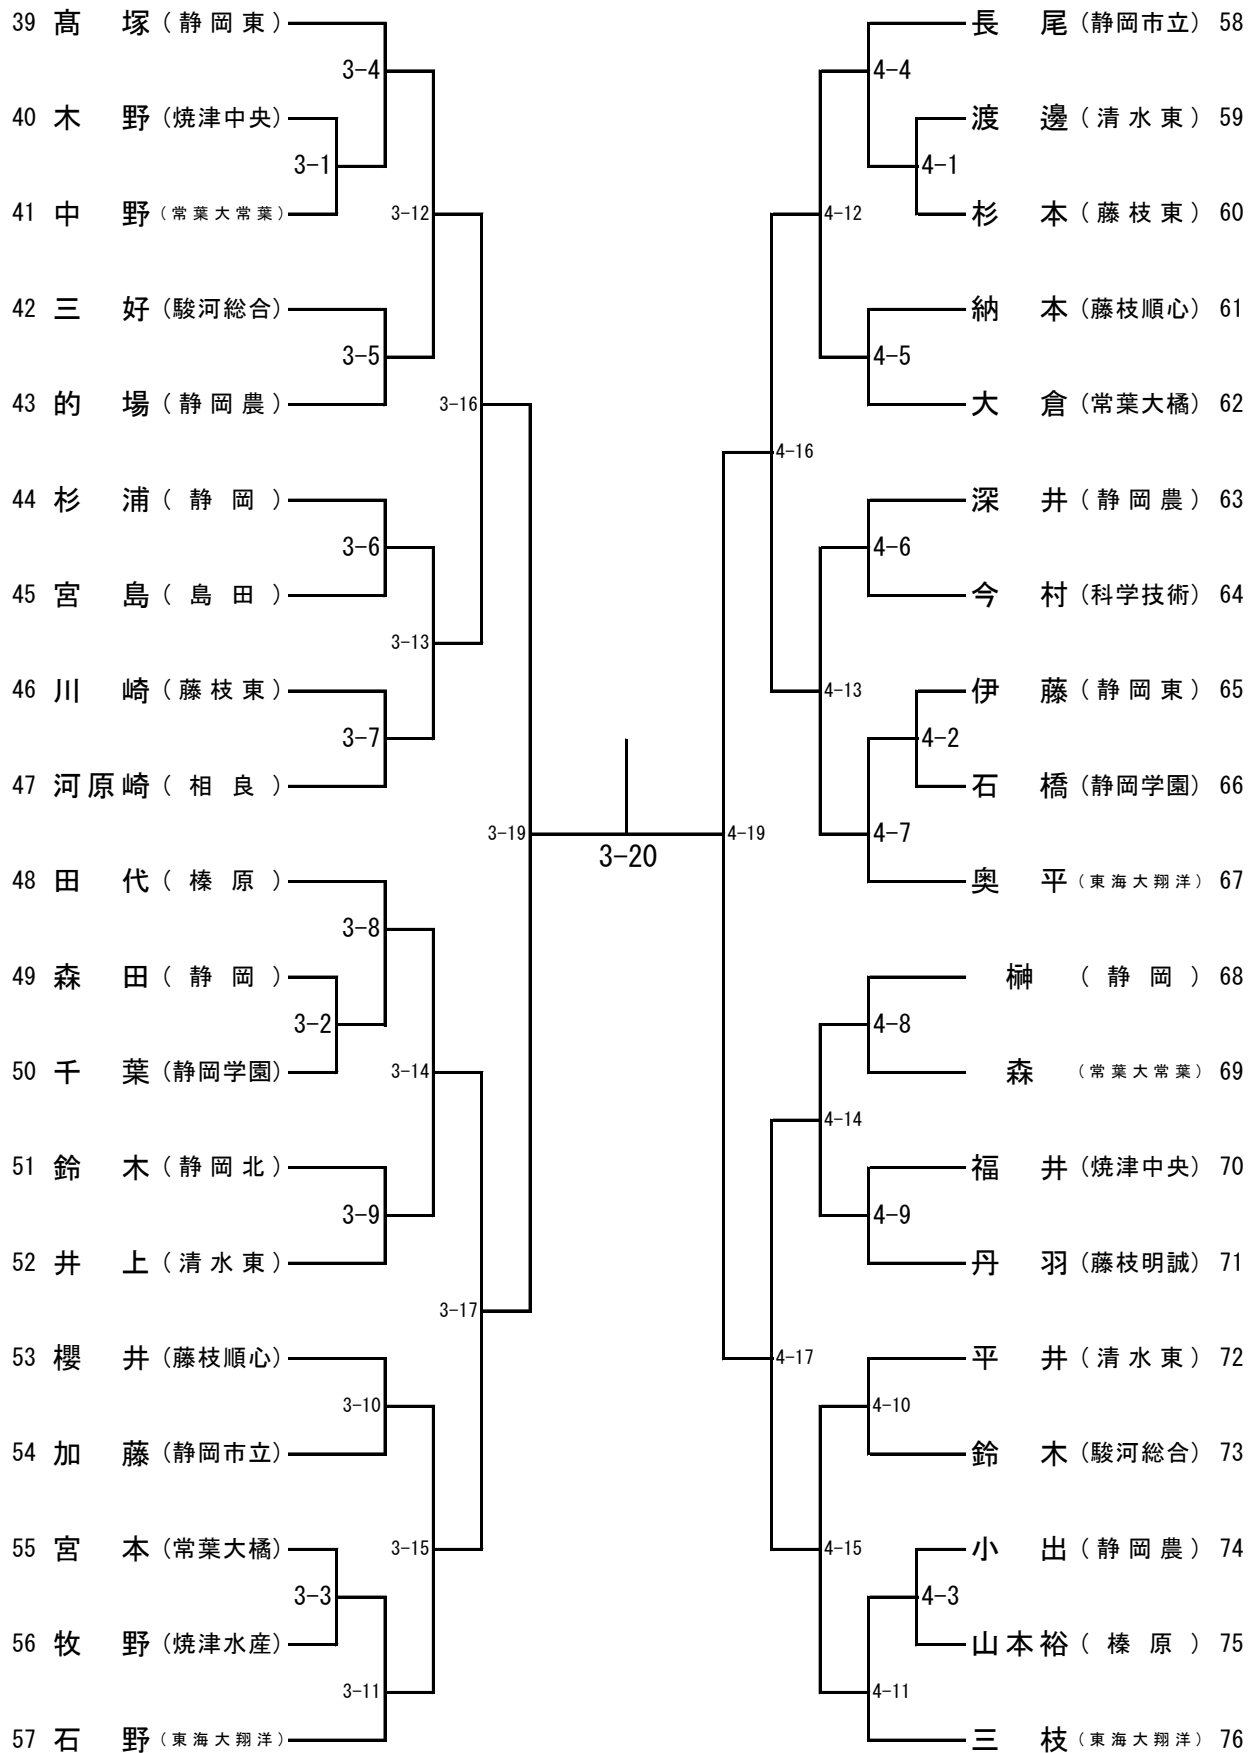 39 髙塚 (静岡東)
3-4
40 木野 (焼津中央)
3-1
41 中野 (常葉大常葉)
3-12
42 三好 (駿河総合)
3-5
43 的場 (静岡農)
3-16
44 杉浦 (静岡)
3-6
45 宮島 (島田)
3-13
46 川崎 (藤枝東)
3-7
47 河原崎 (相良)
3-19
48 田代 (榛原)
3-8
49 森田 (静岡)
3-2
50 千葉 (静岡学園)
3-14
51 鈴木 (静岡北)
3-9
52 井上 (清水東)
3-17
53 櫻井 (藤枝順心)
3-10
54 加藤 (静岡市立)
55 宮本 (常葉大橘)
3-15
3-3
56 牧野 (焼津水産)
3-11
57 石野 (東海大翔洋)
3-20
長尾 (静岡市立) 58
4-4
渡邊 (清水東) 59
4-1
杉本 (藤枝東) 60
4-12
納本 (藤枝順心) 61
4-5
大倉 (常葉大橘) 62
4-16
深井 (静岡農) 63
4-6
今村 (科学技術) 64
伊藤 (静岡東) 65
4-13
4-2
石橋 (静岡学園) 66
4-7
4-19
奥平 (東海大翔洋) 67
榊 (静岡) 68
4-8
森 (常葉大常葉) 69
4-14
福井 (焼津中央) 70
4-9
丹羽 (藤枝明誠) 71
平井 (清水東) 72
4-17
4-10
鈴木 (駿河総合) 73
小出 (静岡農) 74
4-15
4-3
山本裕 (榛原) 75
4-11
三枝 (東海大翔洋) 76